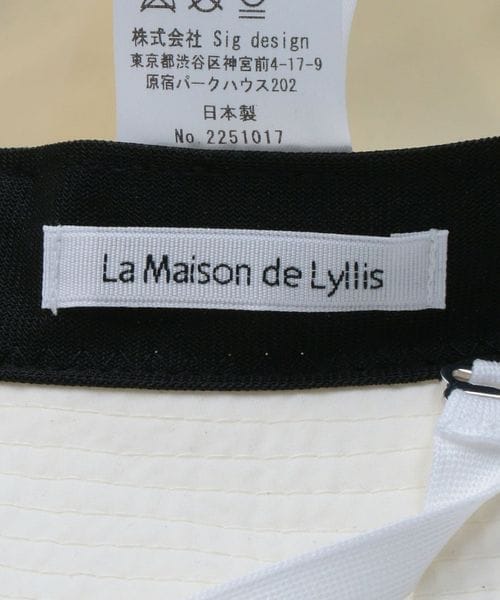 株式会社 Sig design
東京都渋谷区神宮前4-17-9
原宿パークハウス202
日本製
No.2251017
La Maison de Lyllis